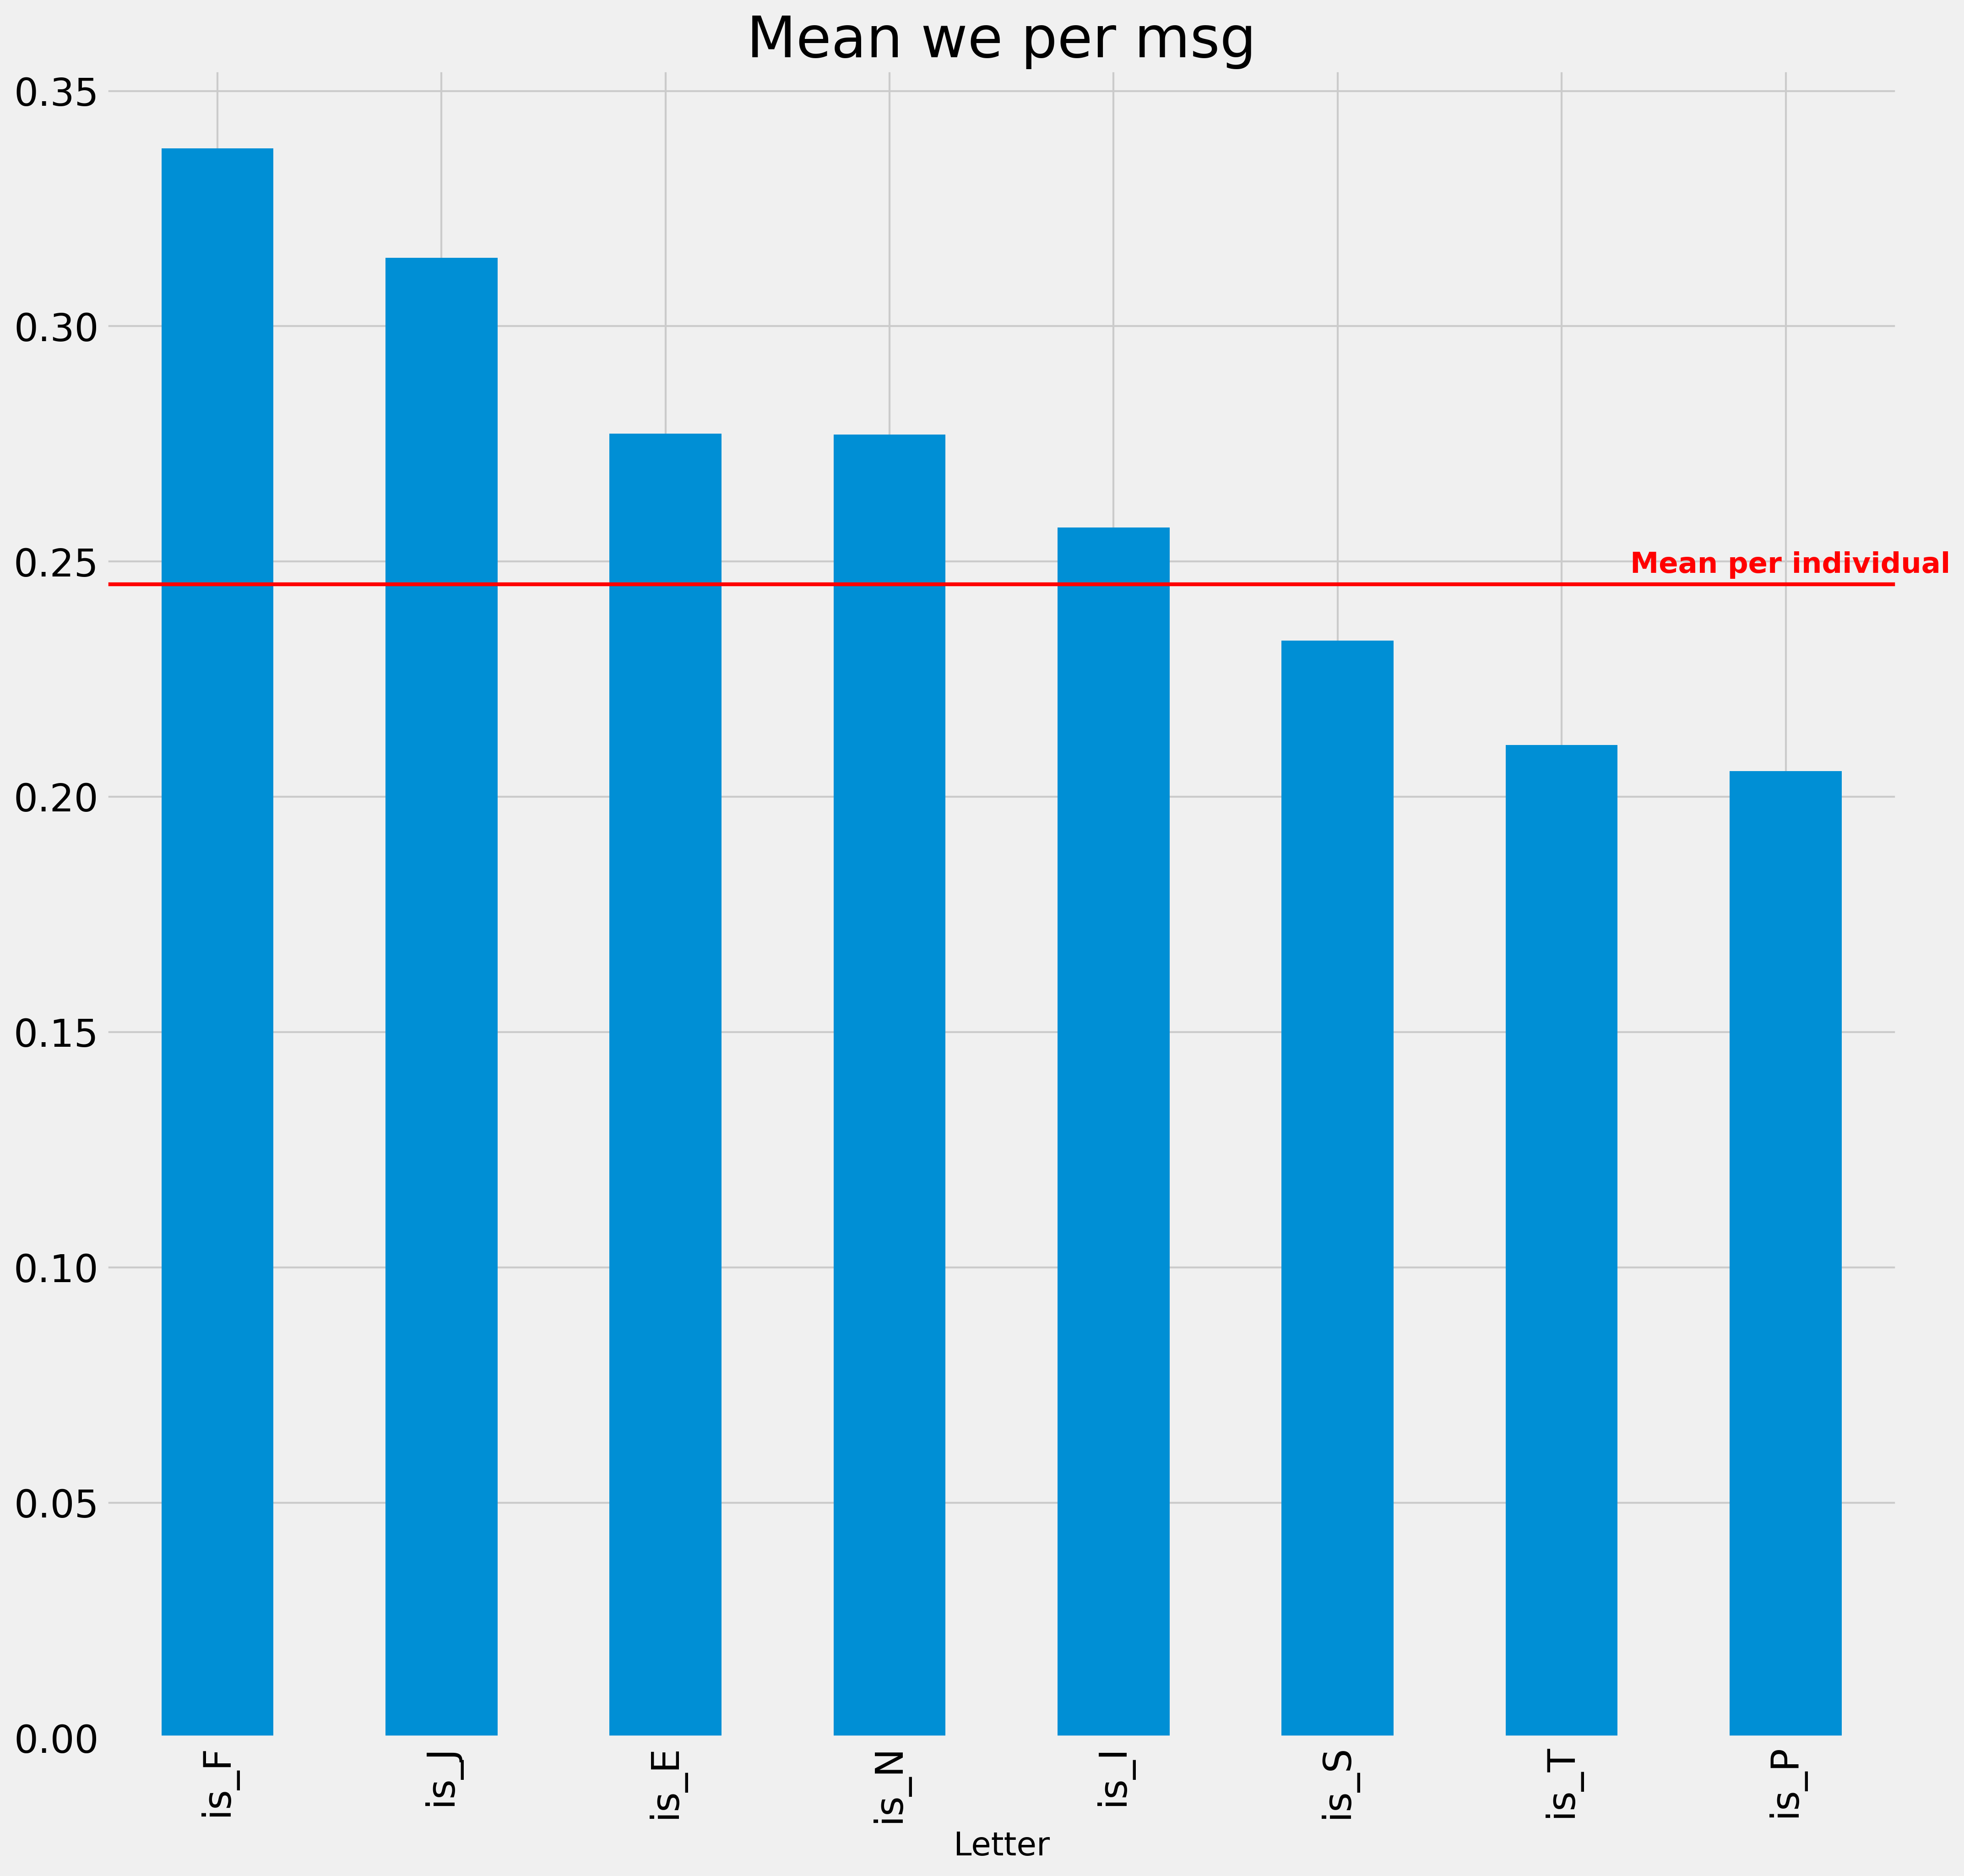 Mean we per msg
0.35
0.30
0.25
0.20
0.15
0.10
0.05
0.00
Mean per individual
is_F
is_J
is_E
is_N
is_I
is_S
is_T
is_P
Letter